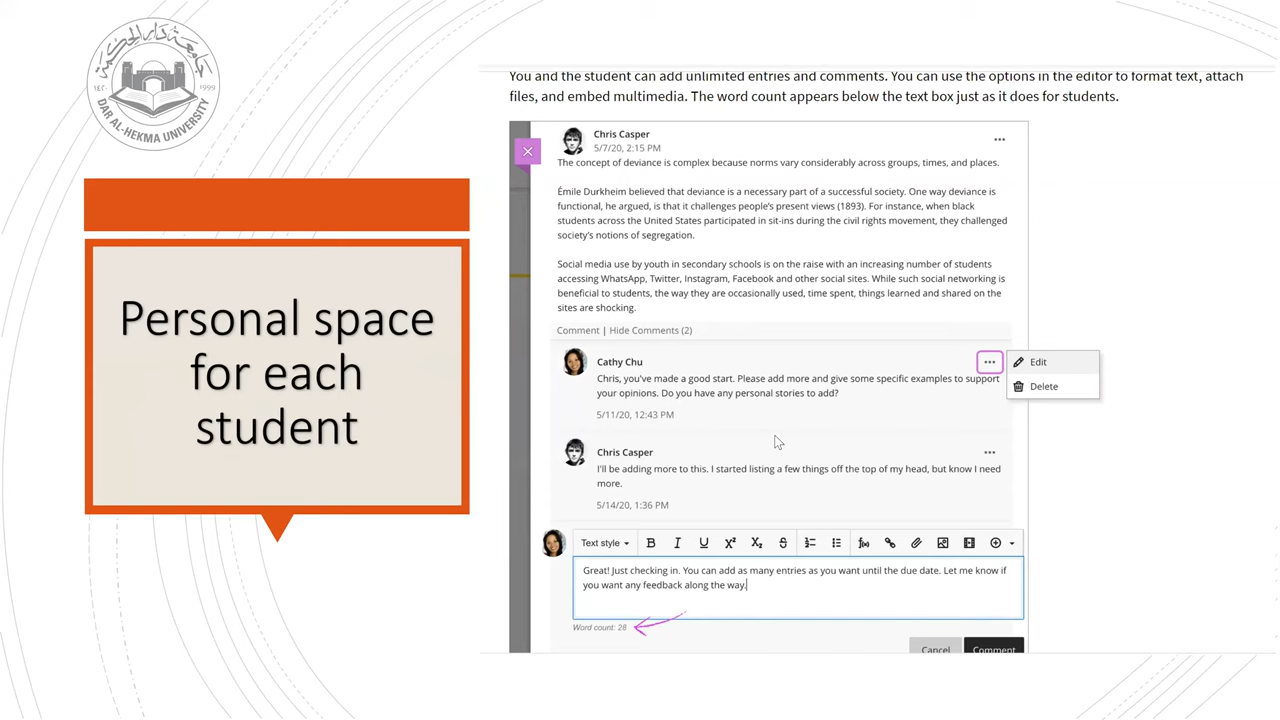 جامعة دار الحكمة
١٤٢٠ 1999
DAR AL-HEKMA UNIVERSITY
Personal space
for each
student
You and the student can add unlimited entries and comments. You can use the options in the editor to format text, attach
files, and embed multimedia. The word count appears below the text box just as it does for students.
Chris Casper
5/7/20, 2:15 PM
The concept of deviance is complex because norms vary considerably across groups, times, and places.
Émile Durkheim believed that deviance is a necessary part of a successful society. One way deviance is
functional, he argued, is that it challenges people's present views (1893). For instance, when black
students across the United States participated in sit-ins during the civil rights movement, they challenged
society's notions of segregation.
Social media use by youth in secondary schools is on the raise with an increasing number of students
accessing WhatsApp, Twitter, Instagram, Facebook and other social sites. While such social networking is
beneficial to students, the way they are occasionally used, time spent, things learned and shared on the
sites are shocking.
Comment | Hide Comments (2)
Cathy Chu
Chris, you've made a good start. Please add more and give some specific examples to support
your opinions. Do you have any personal stories to add?
5/11/20, 12:43 PM
Edit
Delete
Chris Casper
I'll be adding more to this. I started listing a few things off the top of my head, but know I need
more.
5/14/20, 1:36 PM
Text style B I U X² X₂ S f(x)
Great! Just checking in. You can add as many entries as you want until the due date. Let me know if
you want any feedback along the way.
Word count: 28
Cancel Comment